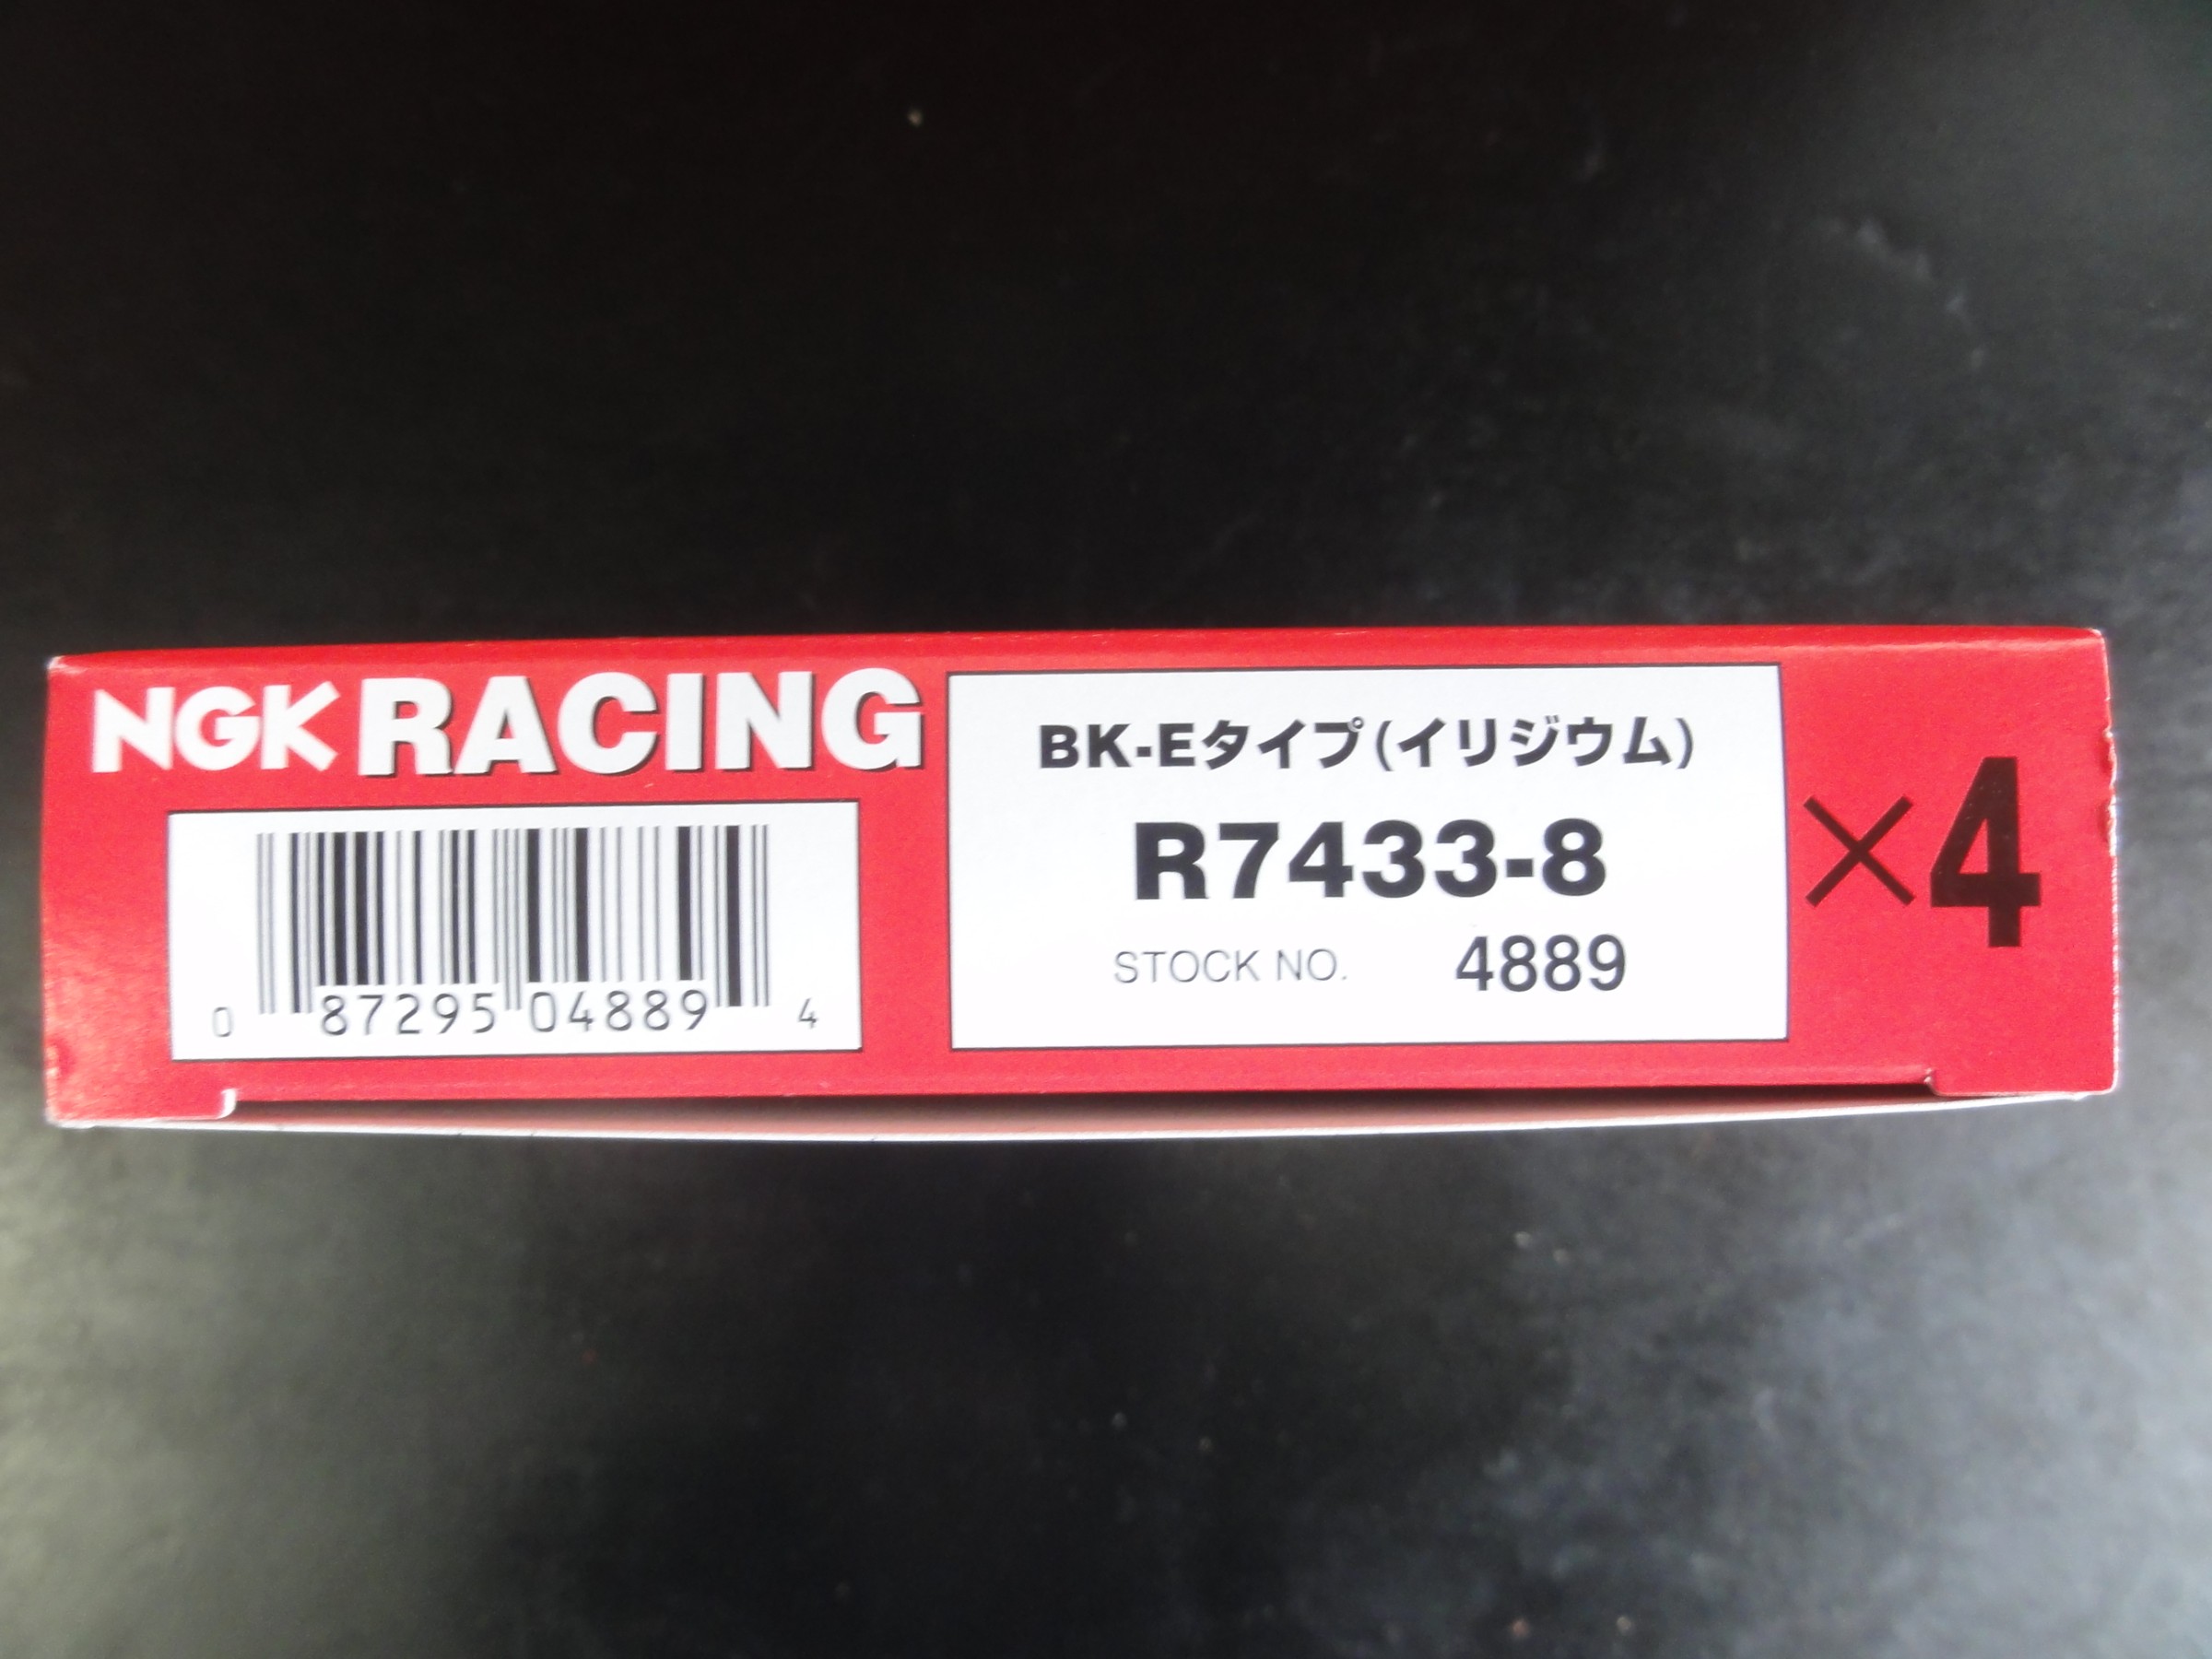 NGK RACING
0 87295 04889 4
BK-Eタイプ(イリジウム)
R7433-8
STOCK NO. 4889
×4